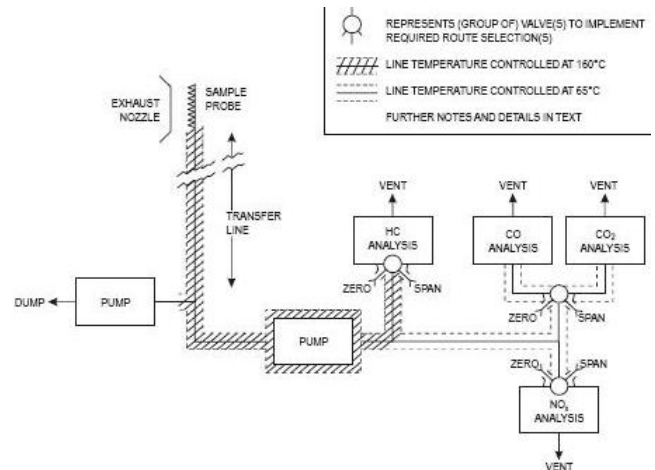 REPRESENTS (GROUP OF) VALVE(S) TO IMPLEMENT
REQUIRED ROUTE SELECTION(S)
LINE TEMPERATURE CONTROLLED AT 160°C
LINE TEMPERATURE CONTROLLED AT 65°C
FURTHER NOTES AND DETAILS IN TEXT
EXHAUST
NOZZLE
SAMPLE
PROBE
TRANSFER
LINE
VENT
VENT
VENT
HC
ANALYSIS
CO
ANALYSIS
CO₂
ANALYSIS
ZERO
SPAN
ZERO
SPAN
DUMP
PUMP
PUMP
ZERO
SPAN
NOₓ
ANALYSIS
VENT